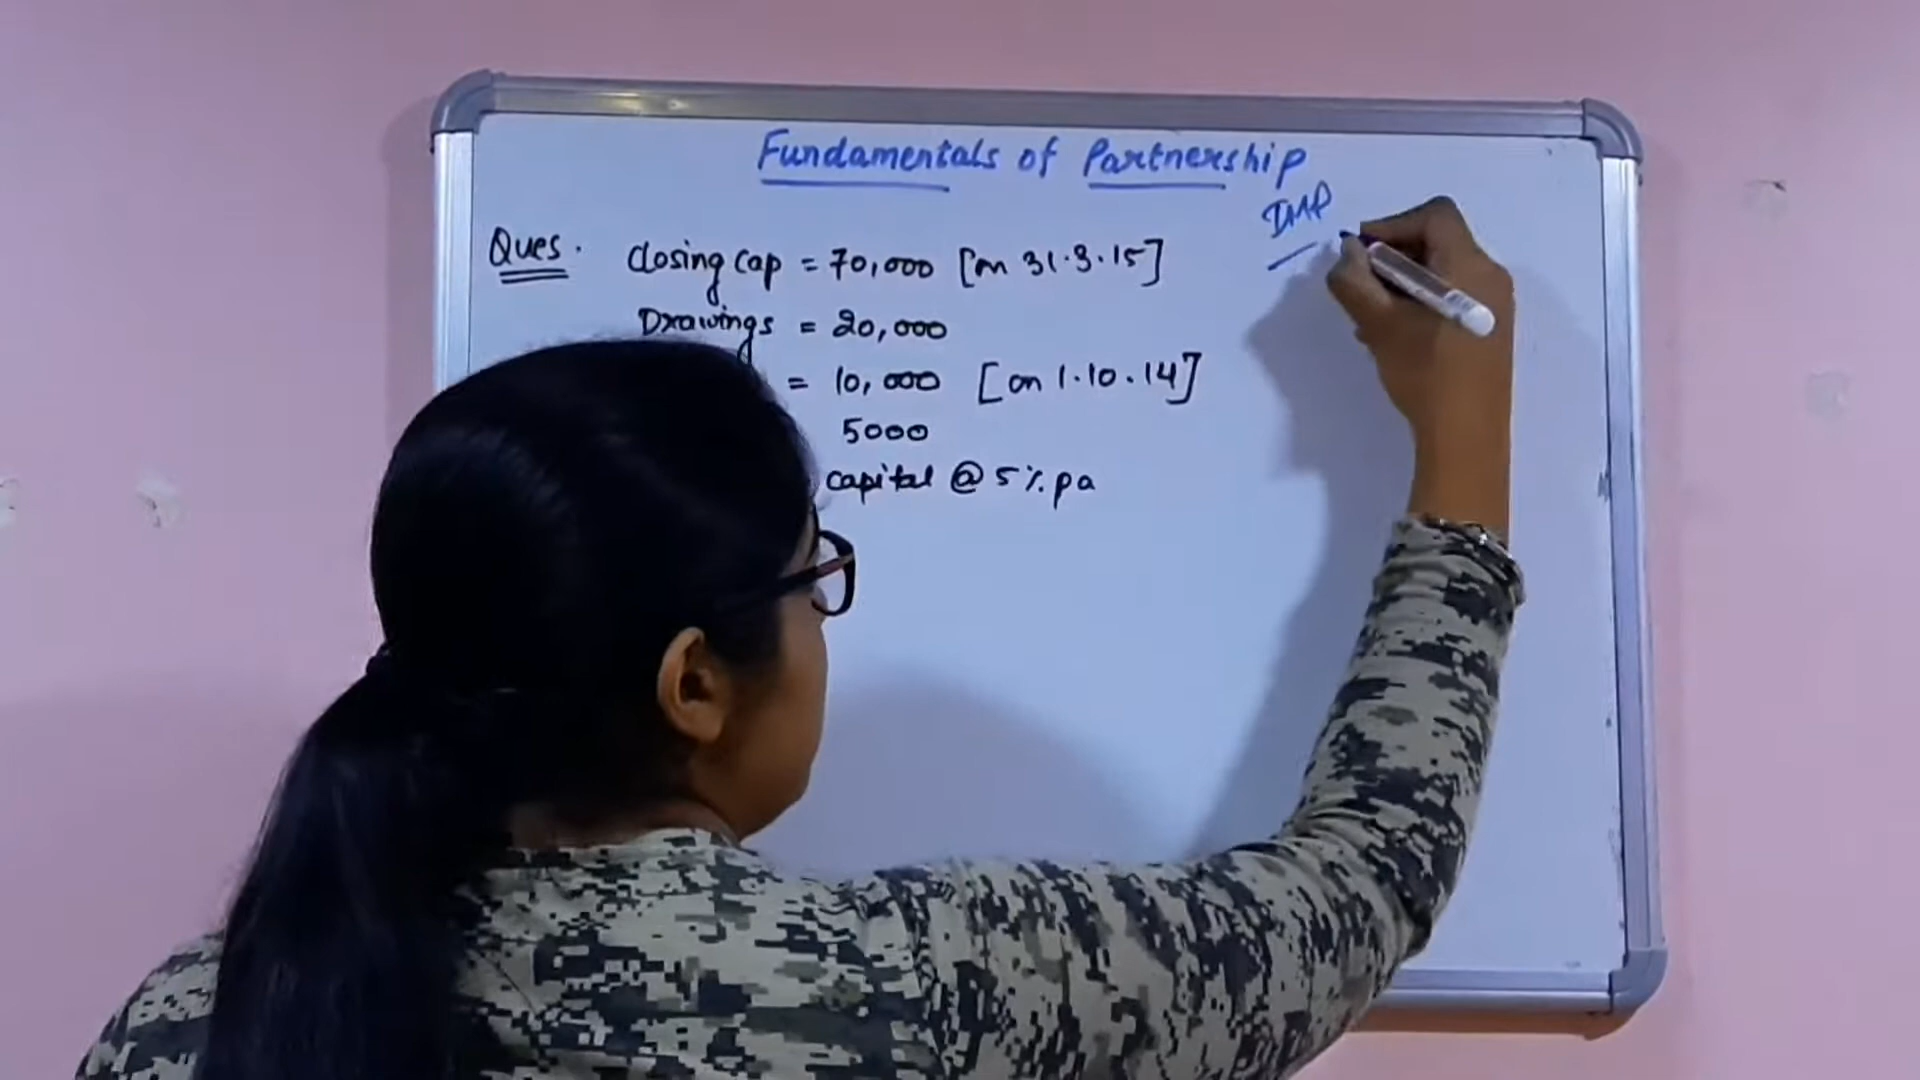 Fundamentals of Partnership
IMP
Ques. Closing cap = 70,000 [on 31.3.15]
Drawings = 20,000
= 10,000 [on 1.10.14]
5000
capital @ 5% pa